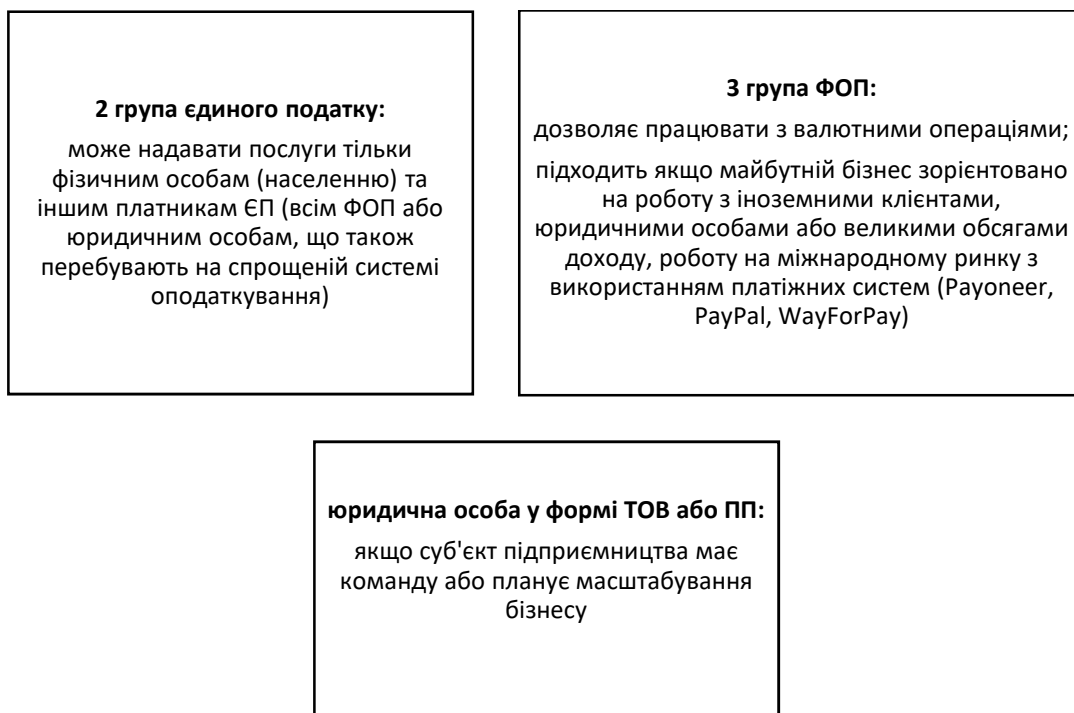 2 група єдиного податку:
може надавати послуги тільки
фізичним особам (населенню) та
іншим платникам ЄП (всім ФОП або
юридичним особам, що також
перебувають на спрощеній системі
оподаткування)
3 група ФОП:
дозволяє працювати з валютними операціями;
підходить якщо майбутній бізнес зорієнтовано
на роботу з іноземними клієнтами,
юридичними особами або великими обсягами
доходу, роботу на міжнародному ринку з
використанням платіжних систем (Payoneer,
PayPal, WayForPay)
юридична особа у формі ТОВ або ПП:
якщо суб'єкт підприємництва має
команду або планує масштабування
бізнесу